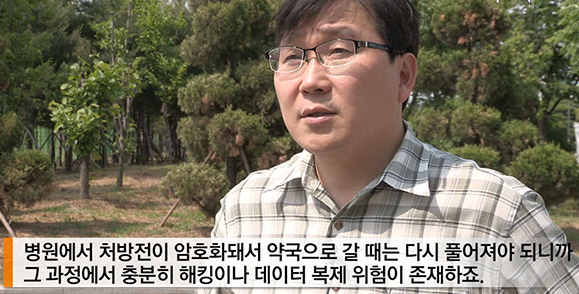 병원에서 처방전이 암호화돼서 약국으로 갈 때는 다시 풀어져야 되니까
그 과정에서 충분히 해킹이나 데이터 복제 위험이 존재하죠.